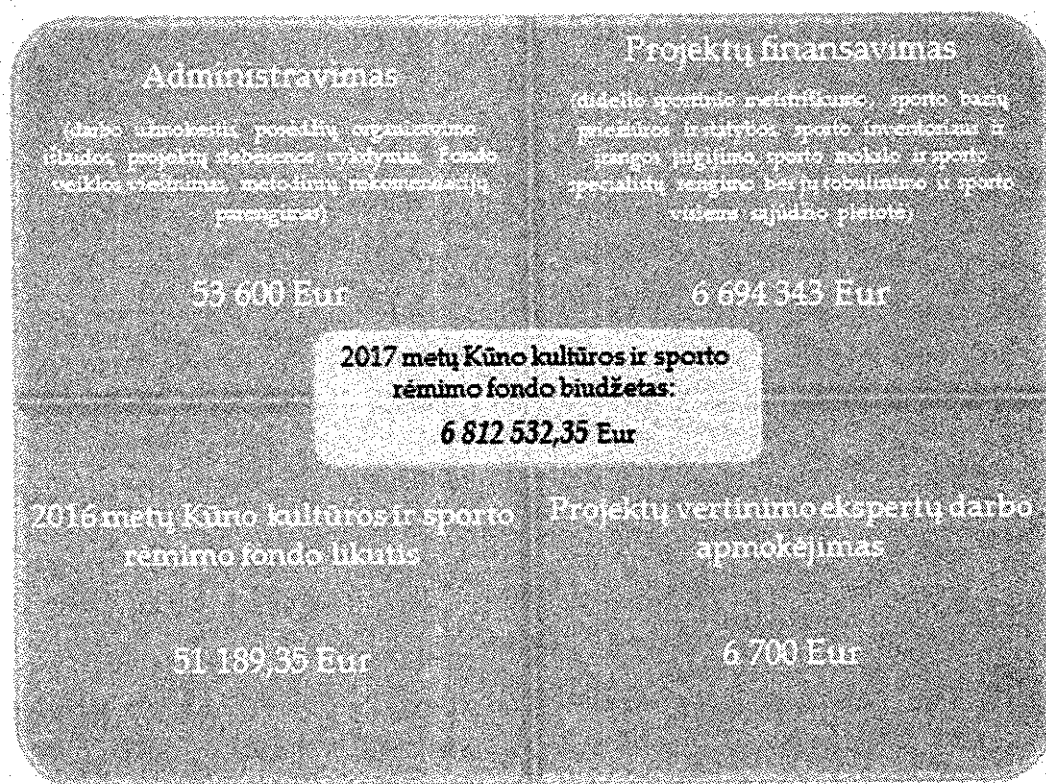 Administravimas
(darbo užmokestis, posėdžių organizavimo
išlaidos, projektų stebėsenos vykdymas, Fondo
veiklos viešinimas, metodinių rekomendacijų
parengimas)
53 600 Eur
Projektų finansavimas
(didelio sportinio meistriškumo, sporto bazių
priežiūros ir statybos, sporto inventoriaus ir
įrangos įsigijimo, sporto mokslo ir sporto
specialistų rengimo bei jų tobulinimo ir sporto
visiems sąjūdžio plėtotė)
6 694 343 Eur
2017 metų Kūno kultūros ir sporto
rėmimo fondo biudžetas:
6 812 532,35 Eur
2016 metų Kūno kultūros ir sporto
rėmimo fondo likutis
51 189,35 Eur
Projektų vertinimo ekspertų darbo
apmokėjimas
6 700 Eur